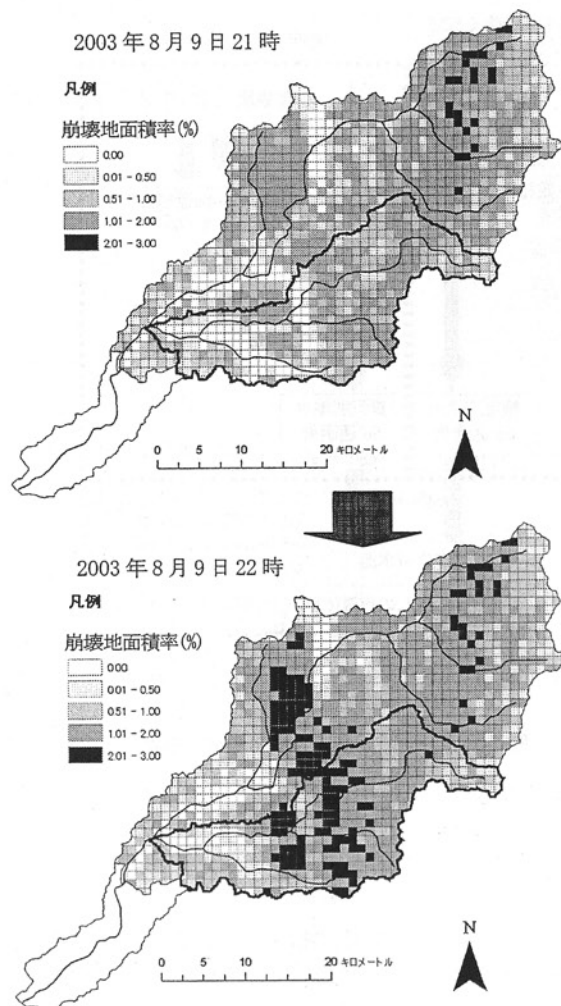 2003年8月9日21時
凡例
崩壊地面積率(%)
0.00
0.01 - 0.50
0.51 - 1.00
1.01 - 2.00
2.01 - 3.00
N
0 5 10 20 キロメートル
2003年8月9日22時
凡例
崩壊地面積率(%)
0.00
0.01 - 0.50
0.51 - 1.00
1.01 - 2.00
2.01 - 3.00
N
0 5 10 20 キロメートル